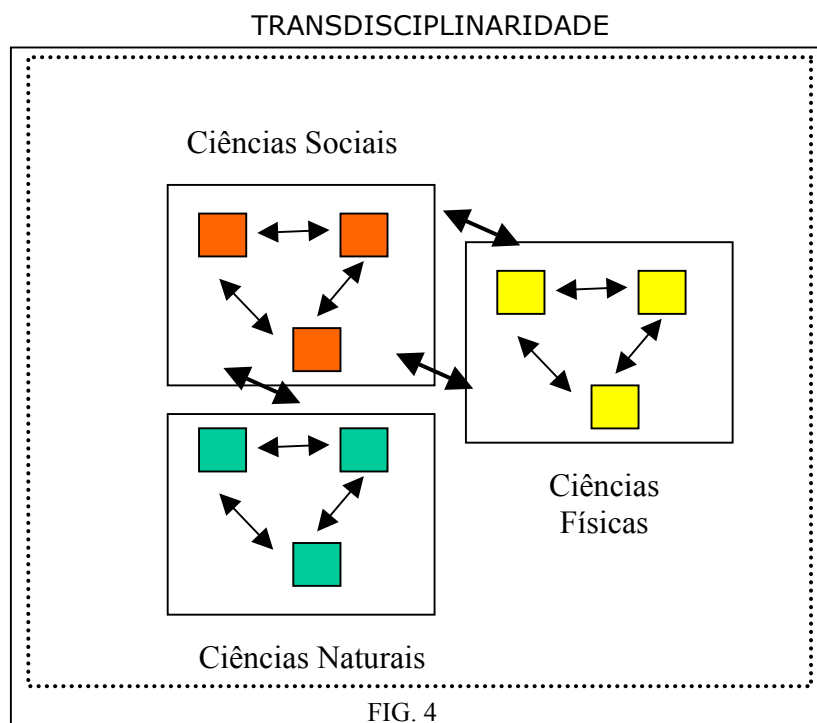 TRANSDISCIPLINARIDADE
Ciências Sociais
Ciências
Físicas
Ciências Naturais
FIG. 4